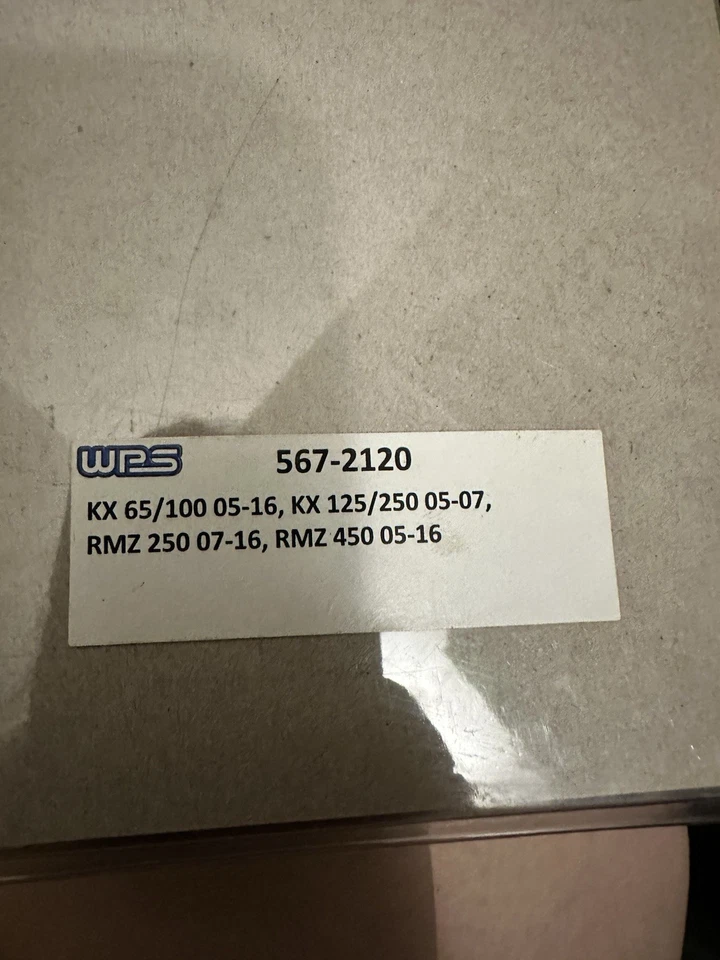 WPS 567-2120
KX 65/100 05-16, KX 125/250 05-07,
RMZ 250 07-16, RMZ 450 05-16